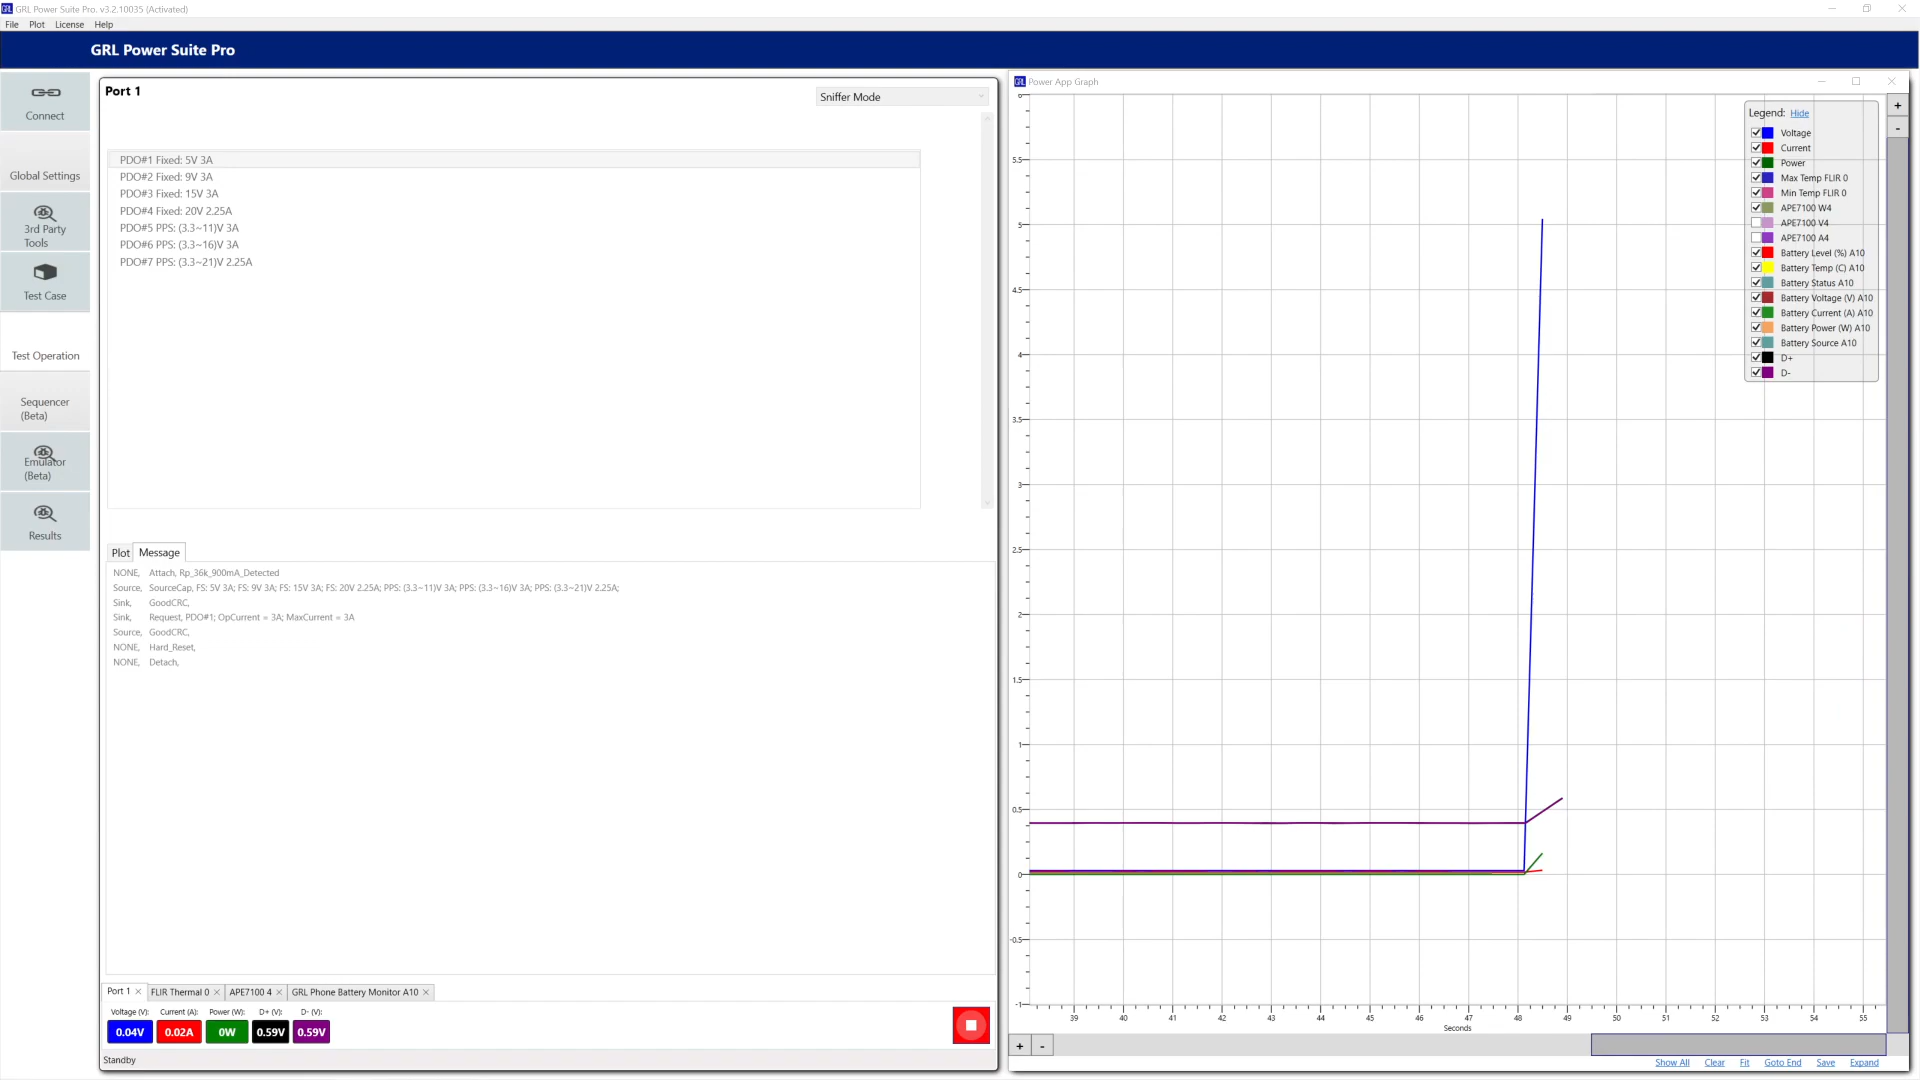 GRL Power Suite Pro. v3.2.10035 (Activated)
File Plot License Help
GRL Power Suite Pro
Connect
Global Settings
3rd Party
Tools
Test Case
Test Operation
Sequencer
(Beta)
Emulator
(Beta)
Results
Port 1
Sniffer Mode
PDO#1 Fixed: 5V 3A
PDO#2 Fixed: 9V 3A
PDO#3 Fixed: 15V 3A
PDO#4 Fixed: 20V 2.25A
PDO#5 PPS: (3.3~11)V 3A
PDO#6 PPS: (3.3~16)V 3A
PDO#7 PPS: (3.3~21)V 2.25A
Plot Message
NONE, Attach, Rp_36k_900mA_Detected
Source, SourceCap, FS: 5V 3A; FS: 9V 3A; FS: 15V 3A; FS: 20V 2.25A; PPS: (3.3~11)V 3A; PPS: (3.3~16)V 3A; PPS: (3.3~21)V 2.25A;
Sink, GoodCRC,
Sink, Request, PDO#1; OpCurrent = 3A; MaxCurrent = 3A
Source, GoodCRC,
NONE, Hard_Reset,
NONE, Detach,
Port 1 FLIR Thermal 0 APE7100 4 GRL Phone Battery Monitor A10
Voltage (V): Current (A): Power (W): D+ (V): D- (V):
0.04V 0.02A 0W 0.59V 0.59V
Standby
GRL Power App Graph
Legend: Hide
Voltage
Current
Power
Max Temp FLIR 0
Min Temp FLIR 0
APE7100 W4
APE7100 V4
APE7100 A4
Battery Level (%) A10
Battery Temp (C) A10
Battery Status A10
Battery Voltage (V) A10
Battery Current (A) A10
Battery Power (W) A10
Battery Source A10
D+
D-
+
-
6
5.5
5
4.5
4
3.5
3
2.5
2
1.5
1
0.5
0
-0.5
-1
39 40 41 42 43 44 45 46 47 48 49 50 51 52 53 54 55
Seconds
+ -
Show All Clear Fit Goto End Save Expand